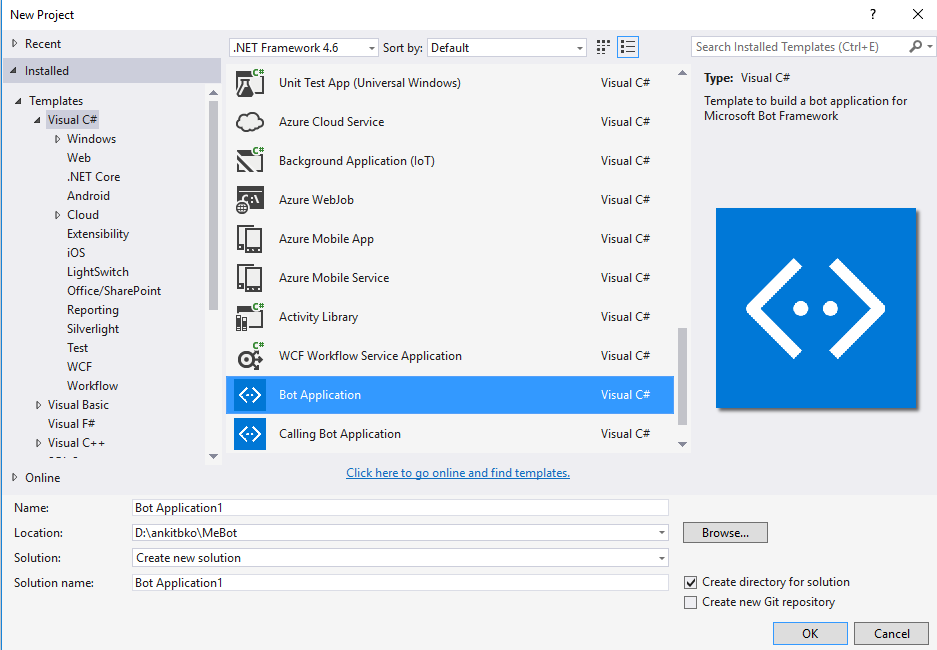 New Project
?
Recent
.NET Framework 4.6
Sort by:
Default
Search Installed Templates (Ctrl+E)
Installed
Templates
Visual C#
Windows
Web
.NET Core
Android
Cloud
Extensibility
iOS
LightSwitch
Office/SharePoint
Reporting
Silverlight
Test
WCF
Workflow
Visual Basic
Visual F#
Visual C++
Online
C# Unit Test App (Universal Windows) Visual C#
Azure Cloud Service Visual C#
C# Background Application (IoT) Visual C#
Azure WebJob Visual C#
Azure Mobile App Visual C#
Azure Mobile Service Visual C#
C# Activity Library Visual C#
C# WCF Workflow Service Application Visual C#
Bot Application Visual C#
Calling Bot Application Visual C#
Click here to go online and find templates.
Type: Visual C#
Template to build a bot application for
Microsoft Bot Framework
Name: Bot Application1
Location: D:\ankitbko\MeBot
Browse...
Solution: Create new solution
Solution name: Bot Application1
Create directory for solution
Create new Git repository
OK
Cancel